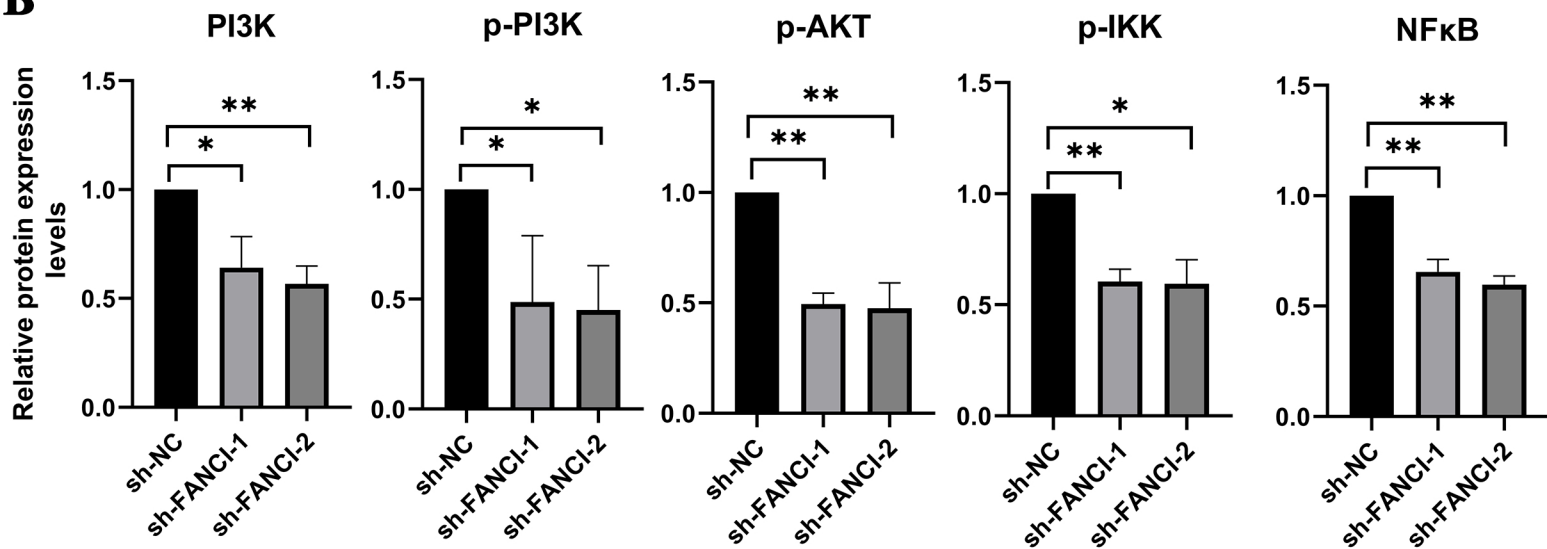 B
PI3K
p-PI3K
p-AKT
p-IKK
NFκB
Relative protein expression
levels
1.5
1.0
0.5
0.0
**
*
sh-NC
sh-FANCI-1
sh-FANCI-2
1.5
1.0
0.5
0.0
*
*
sh-NC
sh-FANCI-1
sh-FANCI-2
1.5
1.0
0.5
0.0
**
**
sh-NC
sh-FANCI-1
sh-FANCI-2
1.5
1.0
0.5
0.0
*
**
sh-NC
sh-FANCI-1
sh-FANCI-2
1.5
1.0
0.5
0.0
**
**
sh-NC
sh-FANCI-1
sh-FANCI-2